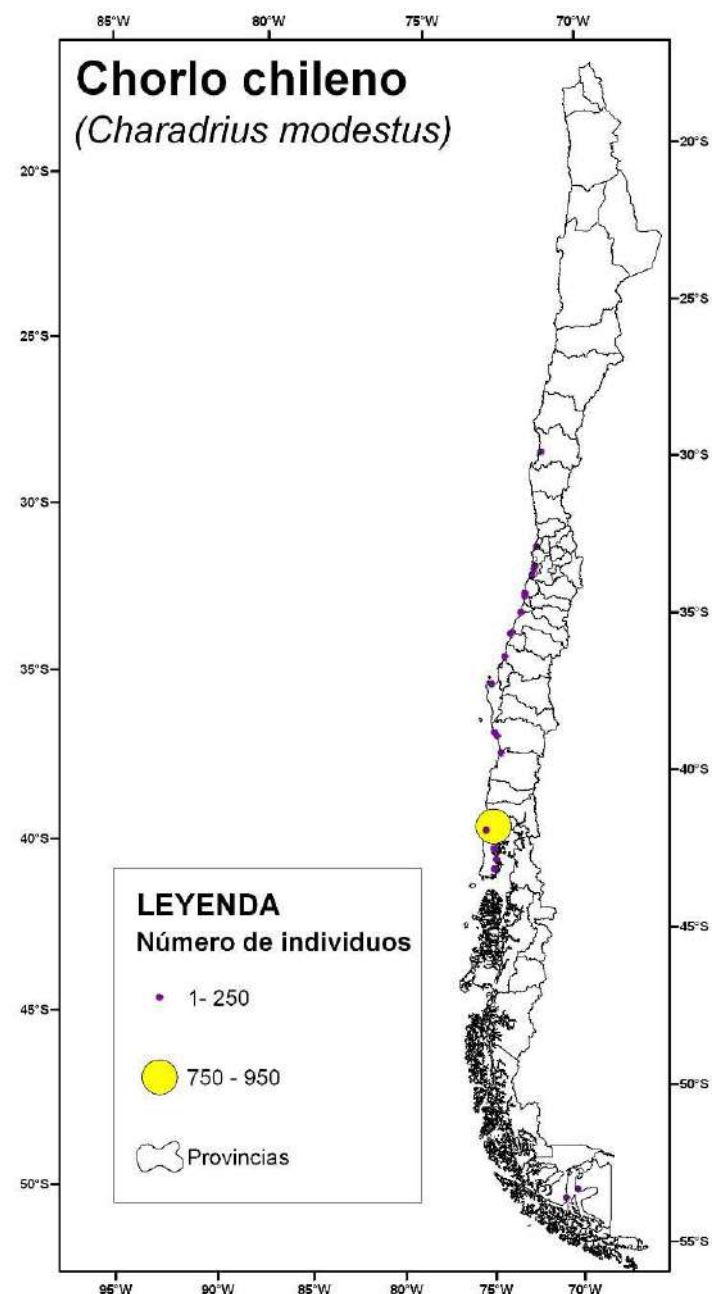 85°W 80°W 75°W 70°W
Chorlo chileno
(Charadrius modestus)
20°S
20°S
25°S
25°S
30°S
30°S
35°S
35°S
40°S
40°S
LEYENDA
Número de individuos
45°S
1- 250
45°S
750 - 950
50°S
Provincias
50°S
55°S
95°W 90°W 85°W 80°W 75°W 70°W